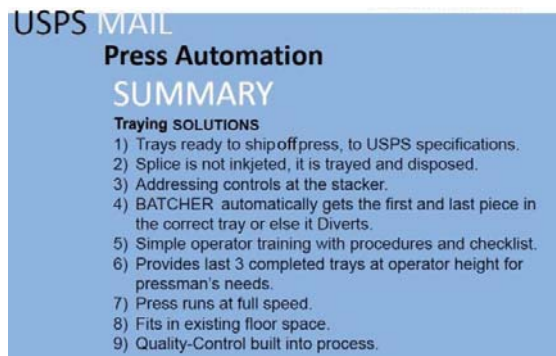 USPS MAIL
Press Automation
SUMMARY
Traying SOLUTIONS
1) Trays ready to ship off press, to USPS specifications.
2) Splice is not inkjeted, it is trayed and disposed.
3) Addressing controls at the stacker.
4) BATCHER automatically gets the first and last piece in
the correct tray or else it Diverts.
5) Simple operator training with procedures and checklist.
6) Provides last 3 completed trays at operator height for
pressman's needs.
7) Press runs at full speed.
8) Fits in existing floor space.
9) Quality-Control built into process.